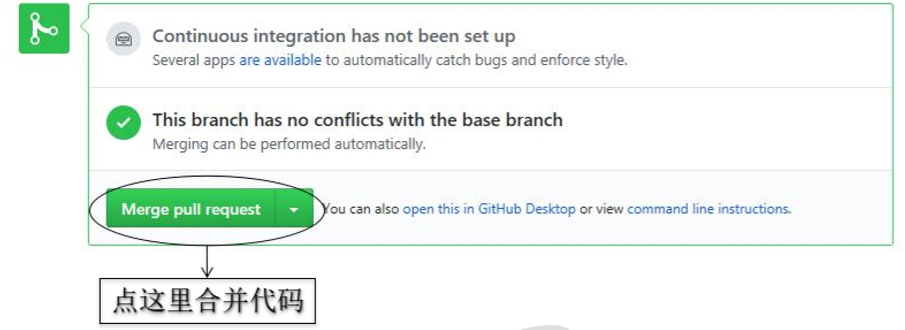 Continuous integration has not been set up
Several apps are available to automatically catch bugs and enforce style.
This branch has no conflicts with the base branch
Merging can be performed automatically.
Merge pull request You can also open this in GitHub Desktop or view command line instructions.
点这里合并代码